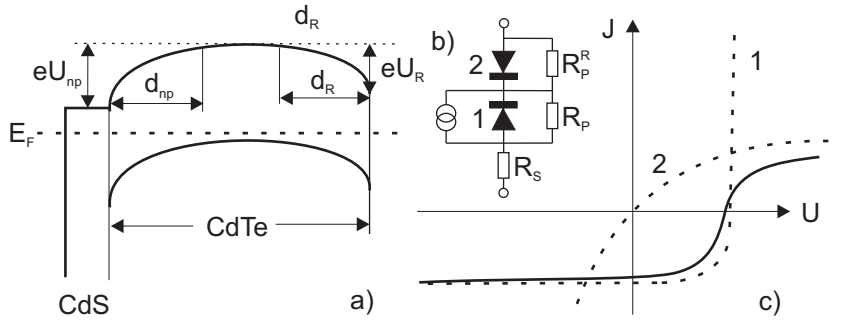 d_R
eU_np
d_np
d_R
eU_R
E_F
CdTe
CdS
a)
b)
2
R_P^R
1
R_P
R_S
J
1
2
U
c)